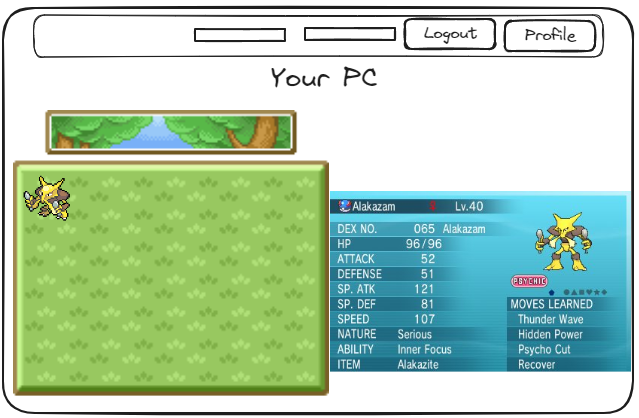 Logout
Profile
Your PC
Alakazam Lv.40
DEX NO. 065 Alakazam
HP 96/96
ATTACK 52
DEFENSE 51
SP. ATK 121
SP. DEF 81
SPEED 107
NATURE Serious
ABILITY Inner Focus
ITEM Alakazite
PSYCHIC
MOVES LEARNED
Thunder Wave
Hidden Power
Psycho Cut
Recover